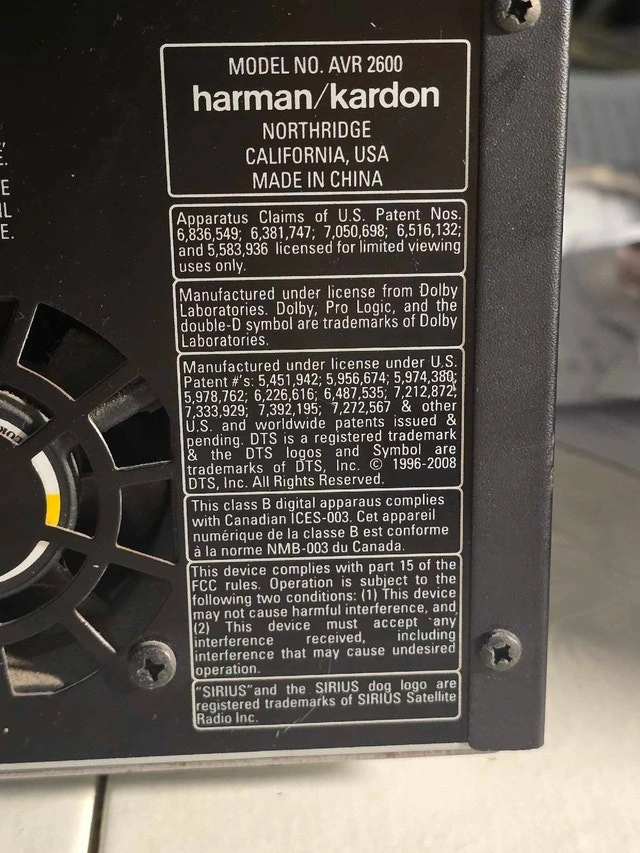 MODEL NO. AVR 2600
harman/kardon
NORTHRIDGE
CALIFORNIA, USA
MADE IN CHINA
Apparatus Claims of U.S. Patent Nos.
6,836,549; 6,381,747; 7,050,698; 6,516,132;
and 5,583,936 licensed for limited viewing
uses only.
Manufactured under license from Dolby
Laboratories. Dolby, Pro Logic, and the
double-D symbol are trademarks of Dolby
Laboratories.
Manufactured under license under U.S.
Patent #'s: 5,451,942; 5,956,674; 5,974,380;
5,978,762; 6,226,616; 6,487,535; 7,212,872;
7,333,929; 7,392,195; 7,272,567 & other
U.S. and worldwide patents issued &
pending. DTS is a registered trademark
& the DTS logos and Symbol are
trademarks of DTS, Inc. © 1996-2008
DTS, Inc. All Rights Reserved.
This class B digital apparaus complies
with Canadian ICES-003. Cet appareil
numérique de la classe B est conforme
à la norme NMB-003 du Canada.
This device complies with part 15 of the
FCC rules. Operation is subject to the
following two conditions: (1) This device
may not cause harmful interference, and
(2) This device must accept any
interference received, including
interference that may cause undesired
operation.
"SIRIUS" and the SIRIUS dog logo are
registered trademarks of SIRIUS Satellite
Radio Inc.